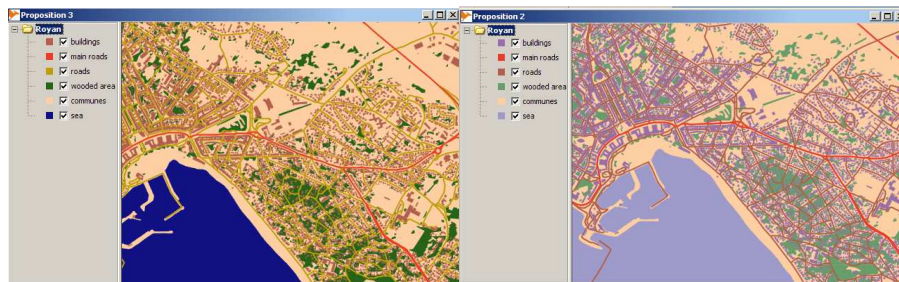 Proposition 3
Royan
buildings
main roads
roads
wooded area
communes
sea
Proposition 2
Royan
buildings
main roads
roads
wooded area
communes
sea